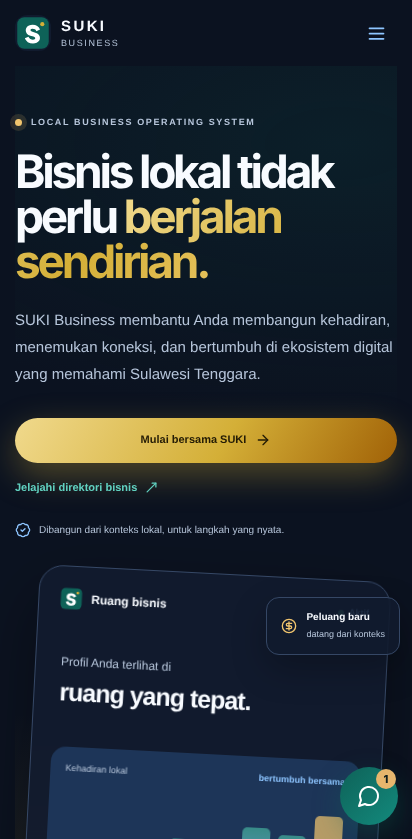 SUKI
BUSINESS
LOCAL BUSINESS OPERATING SYSTEM
Bisnis lokal tidak
perlu berjalan
sendirian.
SUKI Business membantu Anda membangun kehadiran,
menemukan koneksi, dan bertumbuh di ekosistem digital
yang memahami Sulawesi Tenggara.
Mulai bersama SUKI
Jelajahi direktori bisnis
Dibangun dari konteks lokal, untuk langkah yang nyata.
S Ruang bisnis
Peluang baru
datang dari konteks
Profil Anda terlihat di
ruang yang tepat.
Kehadiran lokal
bertumbuh bersama
1